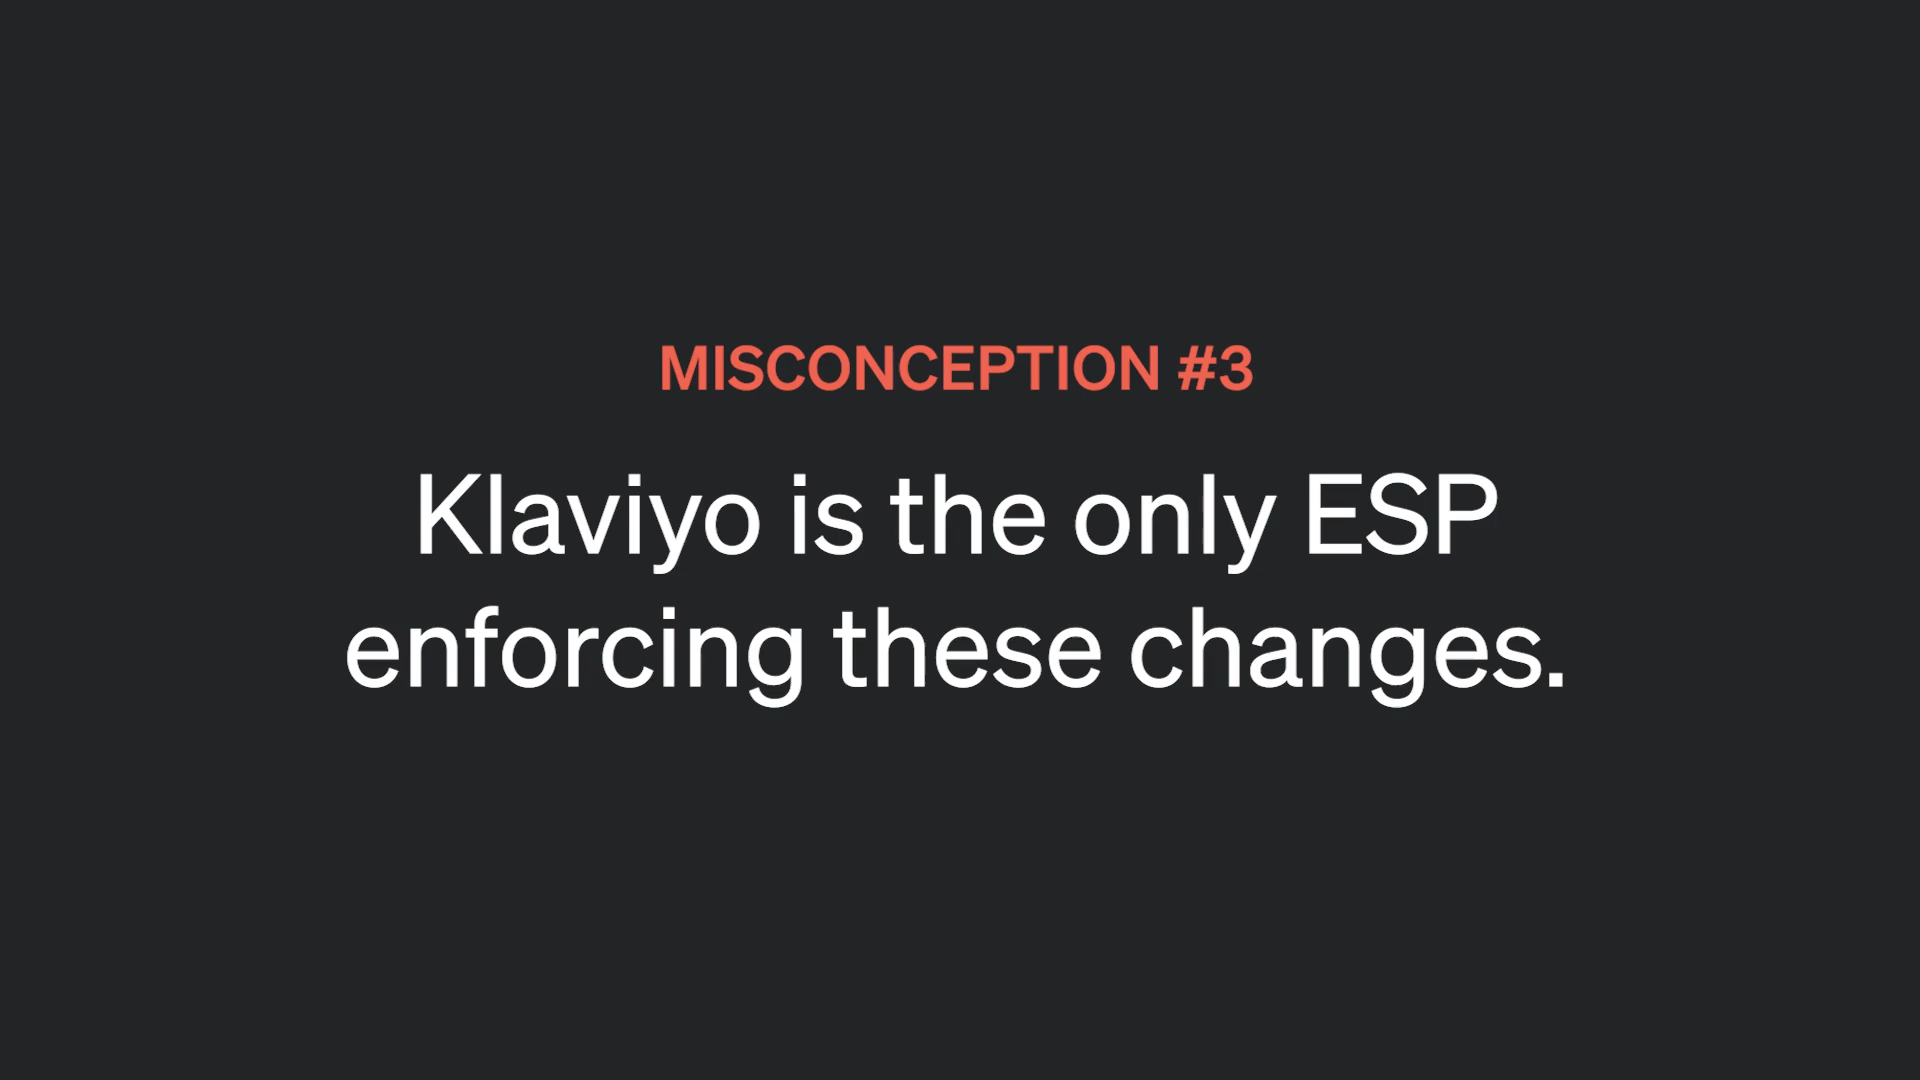 MISCONCEPTION #3
Klaviyo is the only ESP
enforcing these changes.